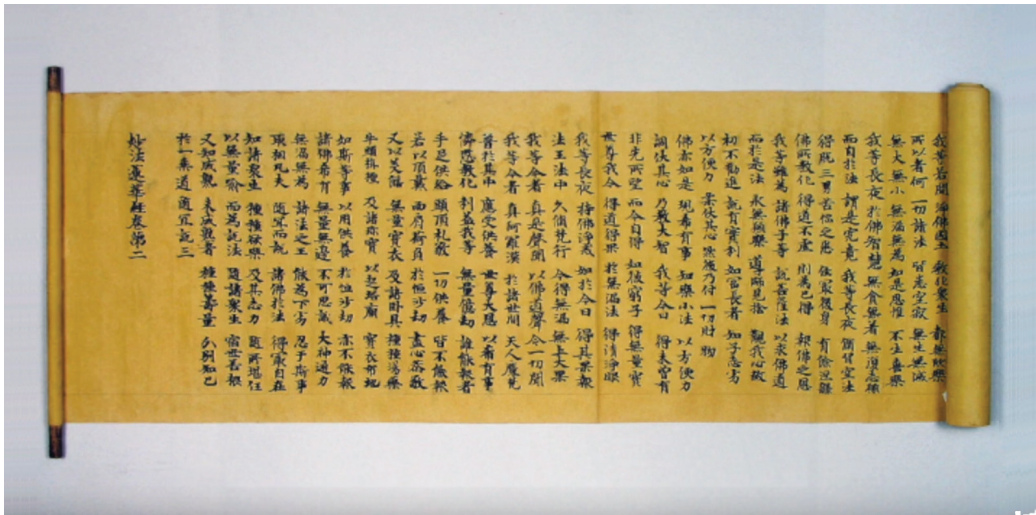 我等若聞 淨佛國土 教化衆生 都無欣樂
所以者何 一切諸法 皆悉空寂 無生無滅
無大無小 無漏無為 如是思惟 不生喜樂
我等長夜 於佛智慧 無貪無著 無復志願
而自於法 謂是究竟 我等長夜 修習空法
得脫三界 苦惱之患 住最後身 有餘涅槃
佛所教化 得道不虛 則為已得 報佛之恩
我等雖為 諸佛子等 說菩薩法 以求佛道
而於是法 永無願樂 導師見捨 觀我心故
初不勸進 說有實利 如富長者 知子志劣
以方便力 柔伏其心 然後乃付 一切財物
佛亦如是 現希有事 知樂小法 以方便力
調伏其心 乃教大智 我等今日 得未曾有
非先所望 而今自得 如彼窮子 得無量寶
世尊我今 得道得果 於無漏法 得清淨眼
我等長夜 持佛淨戒 始於今日 得其果報
法王法中 久修梵行 今得無漏 無上大果
我等今者 真是聲聞 以佛道聲 令一切聞
我等今者 真阿羅漢 於諸世間 天人魔梵
普於其中 應受供養 世尊大恩 以希有事
憐愍教化 利益我等 無量億劫 誰能報者
手足供給 頭頂礼敬 一切供養 皆不能報
若以頂戴 兩肩荷負 於恒沙劫 盡心恭敬
又以美饍 無量寶衣 及諸臥具 種種湯藥
牛頭栴檀 及諸珍寶 以起塔廟 寶衣布地
如斯等事 以用供養 於恒沙劫 亦不能報
諸佛希有 無量無邊 不可思議 大神通力
無漏無為 諸法之王 能為下劣 忍于斯事
取相凡夫 隨宜而說 諸佛於法 得最自在
知諸衆生 種種欲樂 及其志力 隨所堪任
以無量喻 而為說法 隨諸衆生 宿世善根
又知成熟 未成熟者 種種籌量 分別知已
於一乘道 隨宜說三
妙法蓮華經卷第二